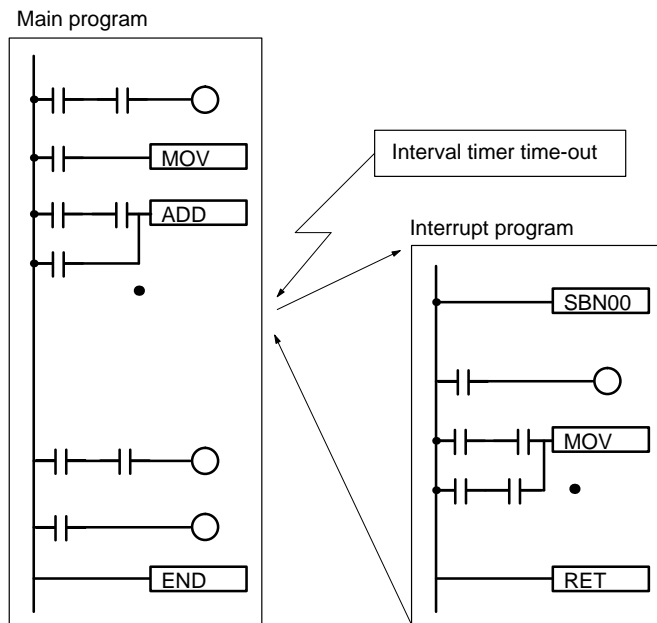 Main program
MOV
ADD
END
Interval timer time-out
Interrupt program
SBN00
MOV
RET